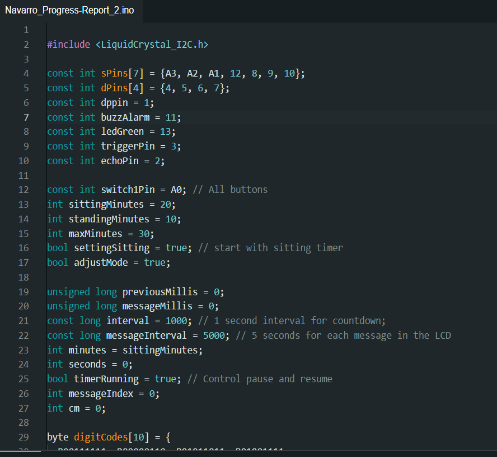 Navarro_Progress-Report_2.ino
1
2 #include <LiquidCrystal_I2C.h>
3
4 const int sPins[7] = {A3, A2, A1, 12, 8, 9, 10};
5 const int dPins[4] = {4, 5, 6, 7};
6 const int dppin = 1;
7 const int buzzAlarm = 11;
8 const int ledGreen = 13;
9 const int triggerPin = 3;
10 const int echoPin = 2;
11
12 const int switch1Pin = A0; // All buttons
13 int sittingMinutes = 20;
14 int standingMinutes = 10;
15 int maxMinutes = 30;
16 bool settingSitting = true; // start with sitting timer
17 bool adjustMode = true;
18
19 unsigned long previousMillis = 0;
20 unsigned long messageMillis = 0;
21 const long interval = 1000; // 1 second interval for countdown;
22 const long messageInterval = 5000; // 5 seconds for each message in the LCD
23 int minutes = sittingMinutes;
24 int seconds = 0;
25 bool timerRunning = true; // Control pause and resume
26 int messageIndex = 0;
27 int cm = 0;
28
29 byte digitCodes[10] = {